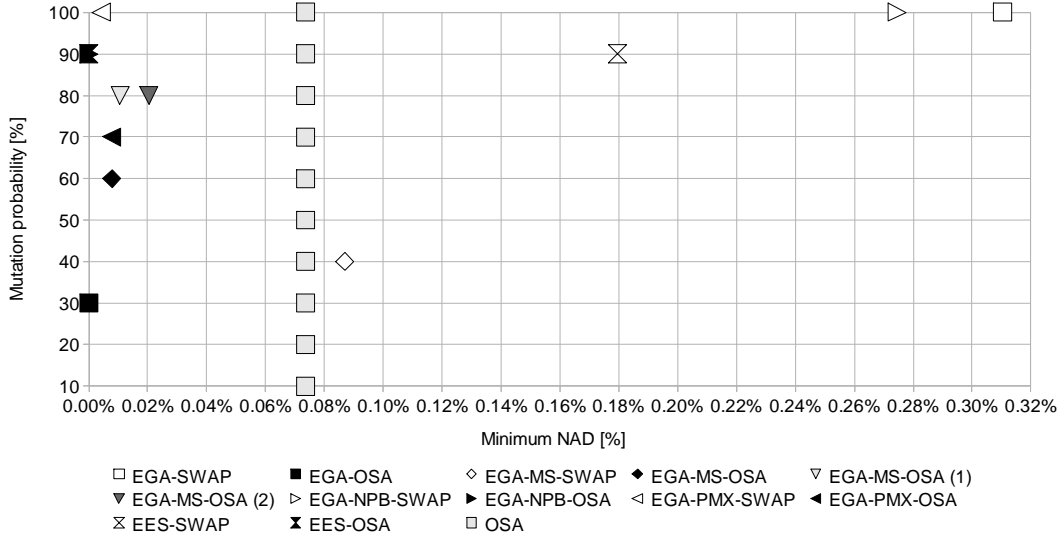 100
90
80
70
60
50
40
30
20
10
Mutation probability [%]
0.00% 0.02% 0.04% 0.06% 0.08% 0.10% 0.12% 0.14% 0.16% 0.18% 0.20% 0.22% 0.24% 0.26% 0.28% 0.30% 0.32%
Minimum NAD [%]
EGA-SWAP EGA-OSA EGA-MS-SWAP EGA-MS-OSA EGA-MS-OSA (1)
EGA-MS-OSA (2) EGA-NPB-SWAP EGA-NPB-OSA EGA-PMX-SWAP EGA-PMX-OSA
EES-SWAP EES-OSA OSA